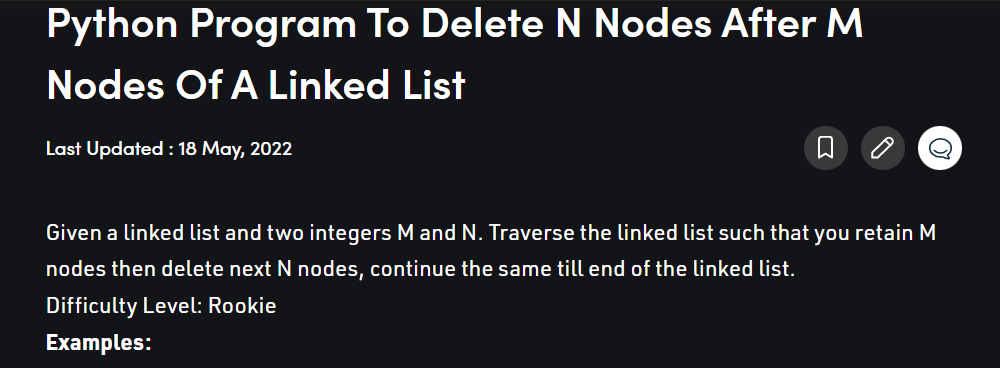 Python Program To Delete N Nodes After M
Nodes Of A Linked List
Last Updated : 18 May, 2022
Given a linked list and two integers M and N. Traverse the linked list such that you retain M
nodes then delete next N nodes, continue the same till end of the linked list.
Difficulty Level: Rookie
Examples: